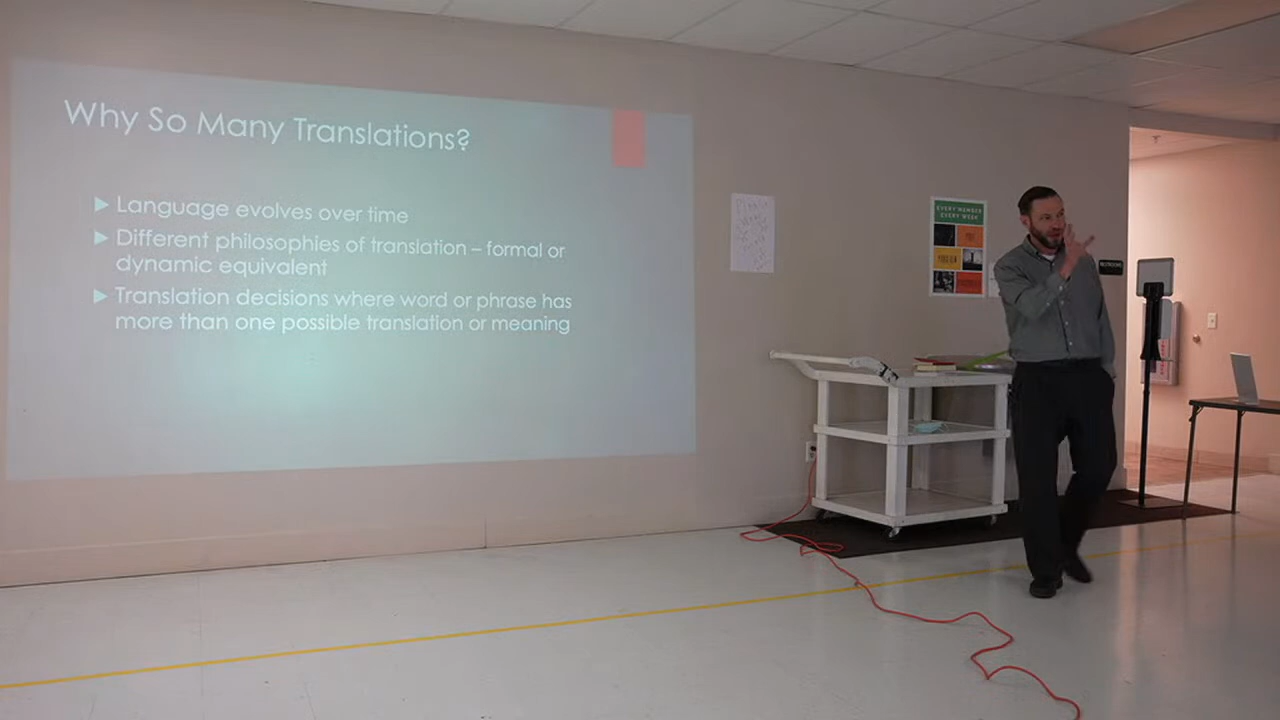 Why So Many Translations?
Language evolves over time
Different philosophies of translation – formal or
dynamic equivalent
Translation decisions where word or phrase has
more than one possible translation or meaning
EVERY MEMBER
EVERY WEEK
RESTROOMS